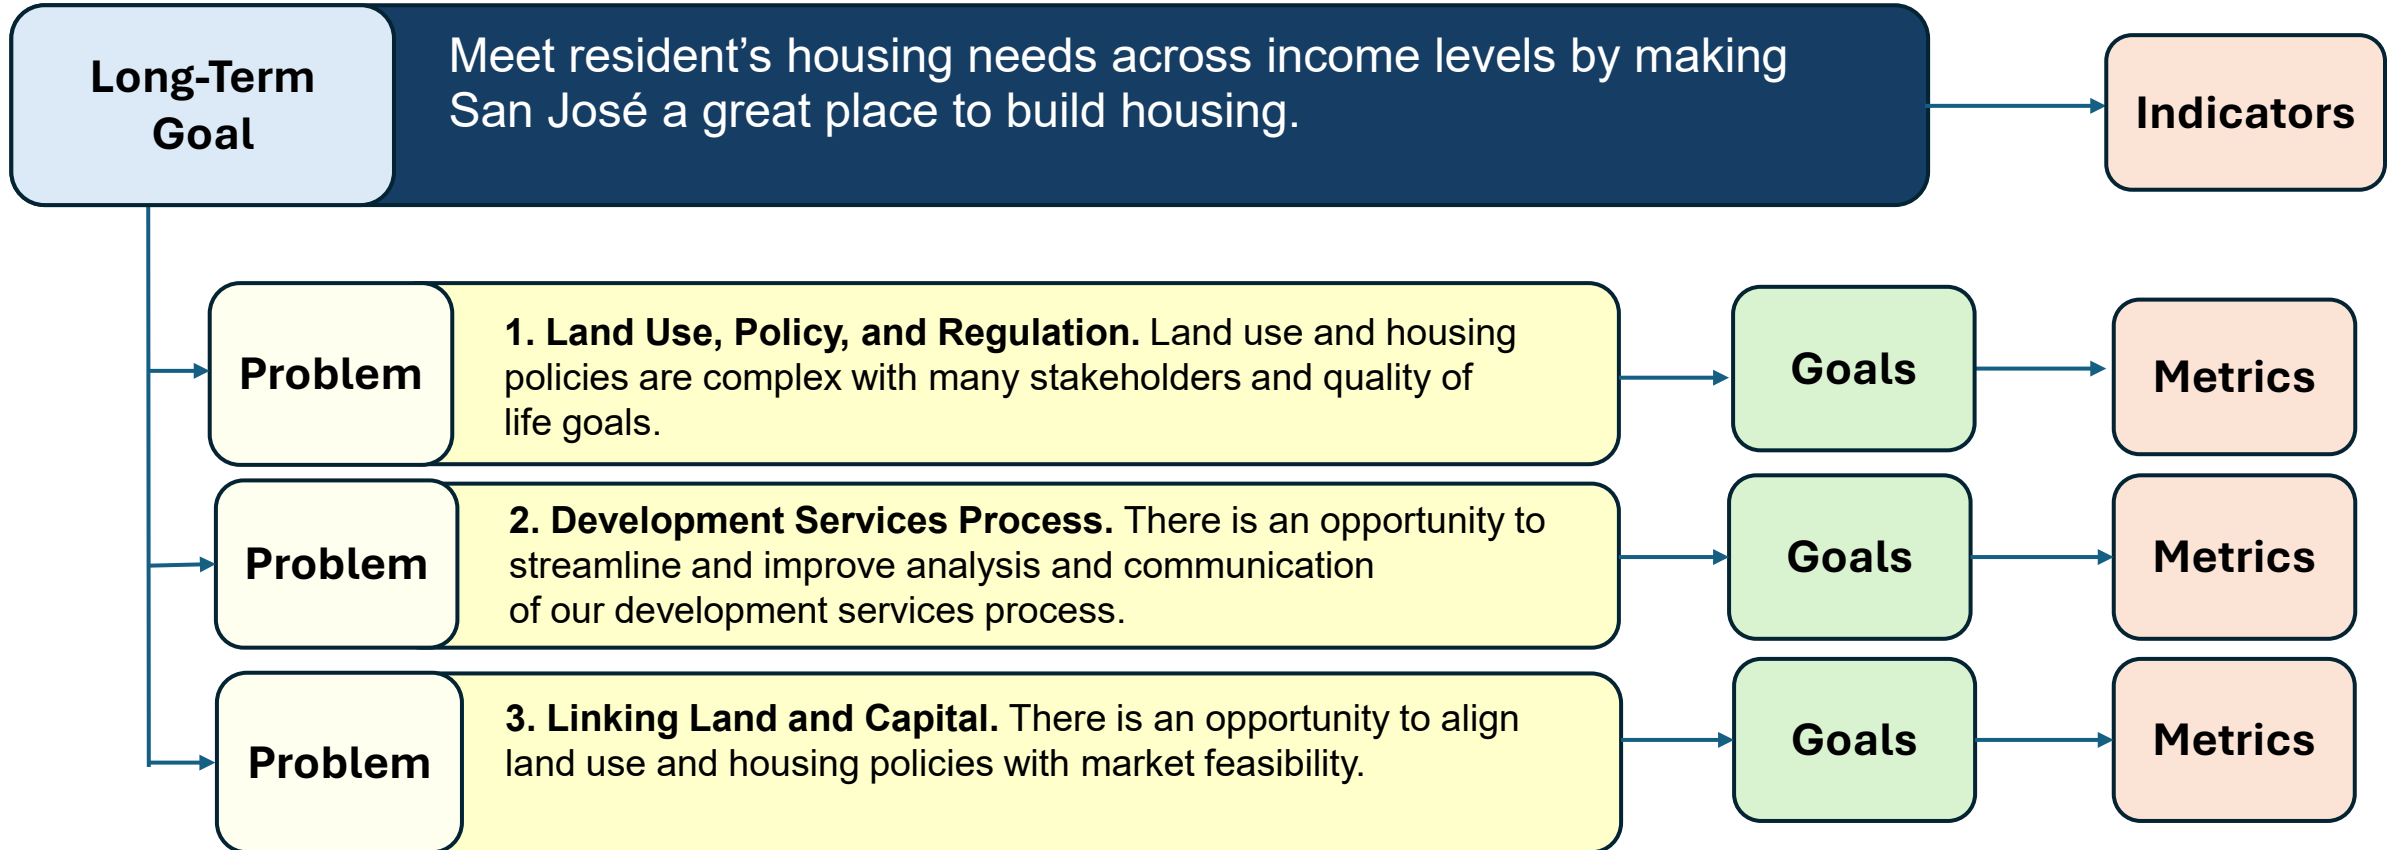 Long-Term
Goal
Meet resident’s housing needs across income levels by making
San José a great place to build housing.
Indicators
Problem
1. Land Use, Policy, and Regulation. Land use and housing
policies are complex with many stakeholders and quality of
life goals.
Goals
Metrics
Problem
2. Development Services Process. There is an opportunity to
streamline and improve analysis and communication
of our development services process.
Goals
Metrics
Problem
3. Linking Land and Capital. There is an opportunity to align
land use and housing policies with market feasibility.
Goals
Metrics